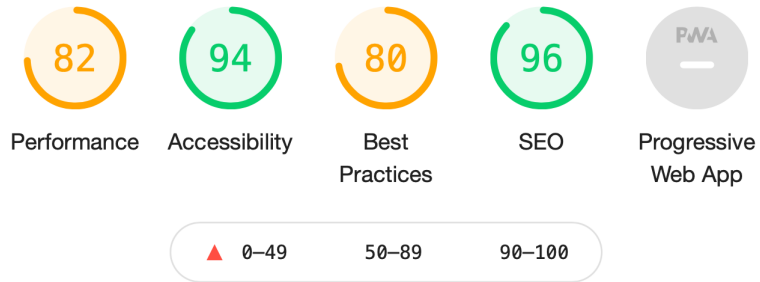 82 94 80 96 PWA
Performance Accessibility Best Practices SEO Progressive Web App
0–49 50–89 90–100